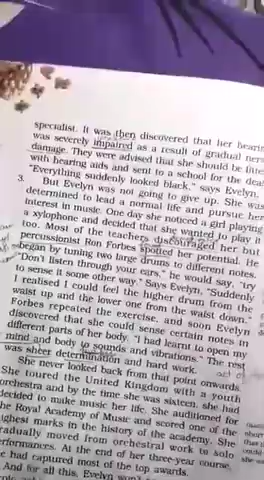 specialist. It was then discovered that her hearing
was severely impaired as a result of gradual nerve
damage. They were advised that she should be fitted
with hearing aids and sent to a school for the deaf.
"Everything suddenly looked black," says Evelyn.
3. But Evelyn was not going to give up. She was
determined to lead a normal life and pursue her
interest in music. One day she noticed a girl playing
a xylophone and decided that she wanted to play it
too. Most of the teachers discouraged her but
percussionist Ron Forbes spotted her potential. He
began by tuning two large drums to different notes.
"Don't listen through your ears," he would say, "try
to sense it some other way." Says Evelyn, "Suddenly
I realised I could feel the higher drum from the
waist up and the lower one from the waist down."
Forbes repeated the exercise, and soon Evelyn
discovered that she could sense certain notes in
different parts of her body. "I had learnt to open my
mind and body to sounds and vibrations." The rest
was sheer determination and hard work.
She never looked back from that point onwards.
She toured the United Kingdom with a youth
orchestra and by the time she was sixteen, she had
decided to make music her life. She auditioned for
the Royal Academy of Music and scored one of the
highest marks in the history of the academy. She
gradually moved from orchestral work to solo
performances. At the end of her three-year course,
she had captured most of the top awards.
And for all this, Evelyn won't